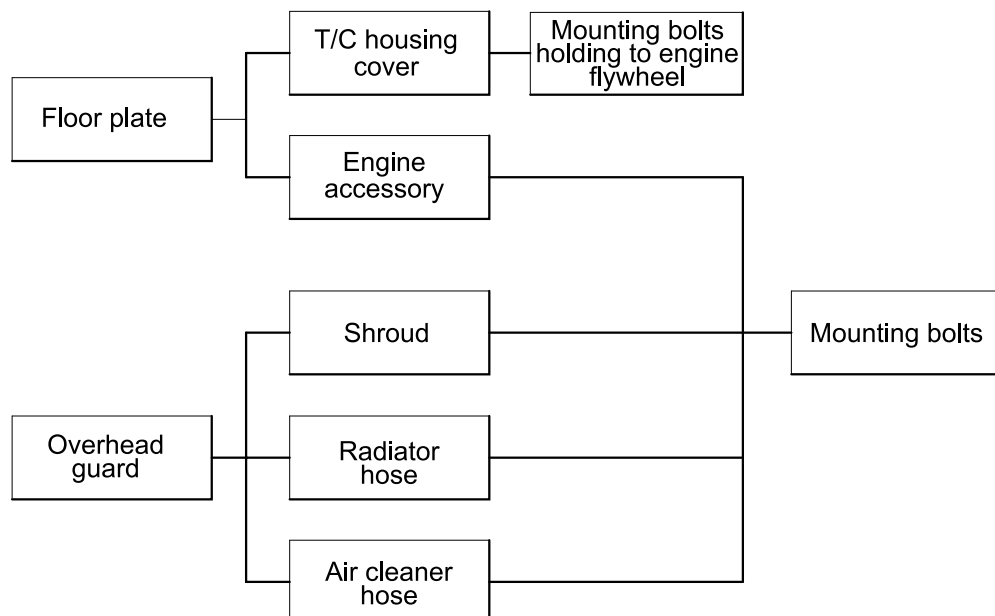 T/C housing
cover
Mounting bolts
holding to engine
flywheel
Floor plate
Engine
accessory
Shroud
Mounting bolts
Overhead
guard
Radiator
hose
Air cleaner
hose